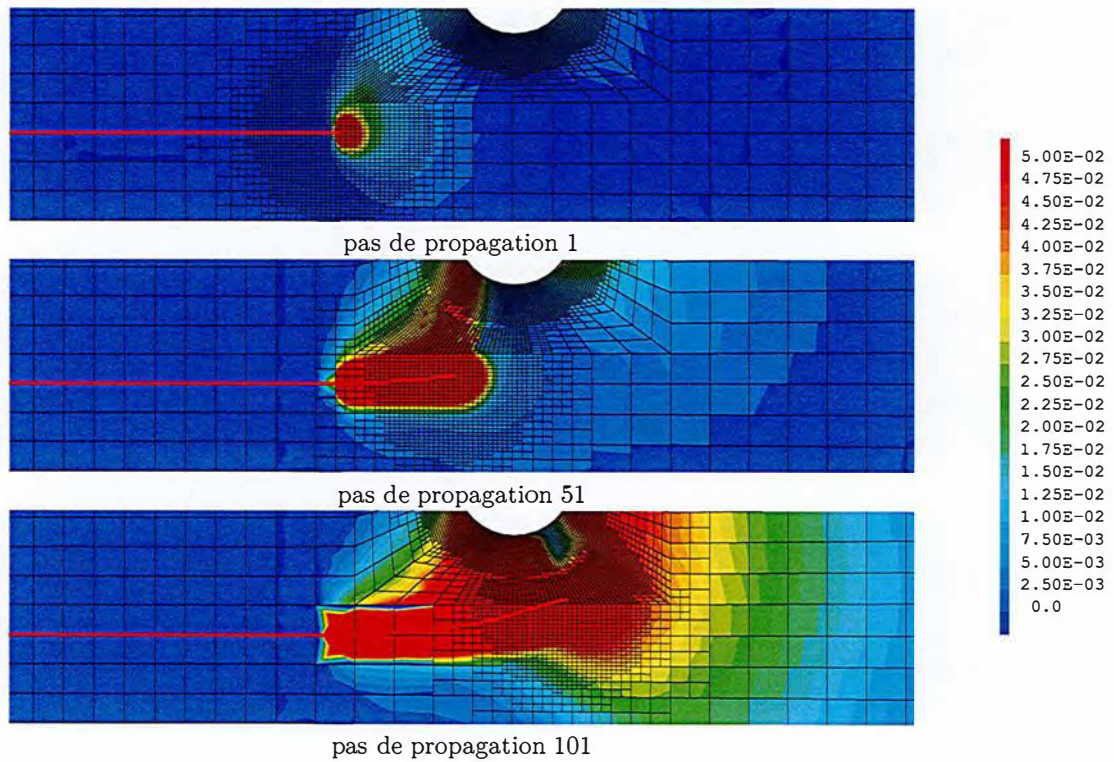 pas de propagation 1
5.00E-02
4.75E-02
4.50E-02
4.25E-02
4.00E-02
3.75E-02
3.50E-02
3.25E-02
3.00E-02
2.75E-02
2.50E-02
2.25E-02
2.00E-02
1.75E-02
1.50E-02
1.25E-02
1.00E-02
7.50E-03
5.00E-03
2.50E-03
0.0
pas de propagation 51
pas de propagation 101